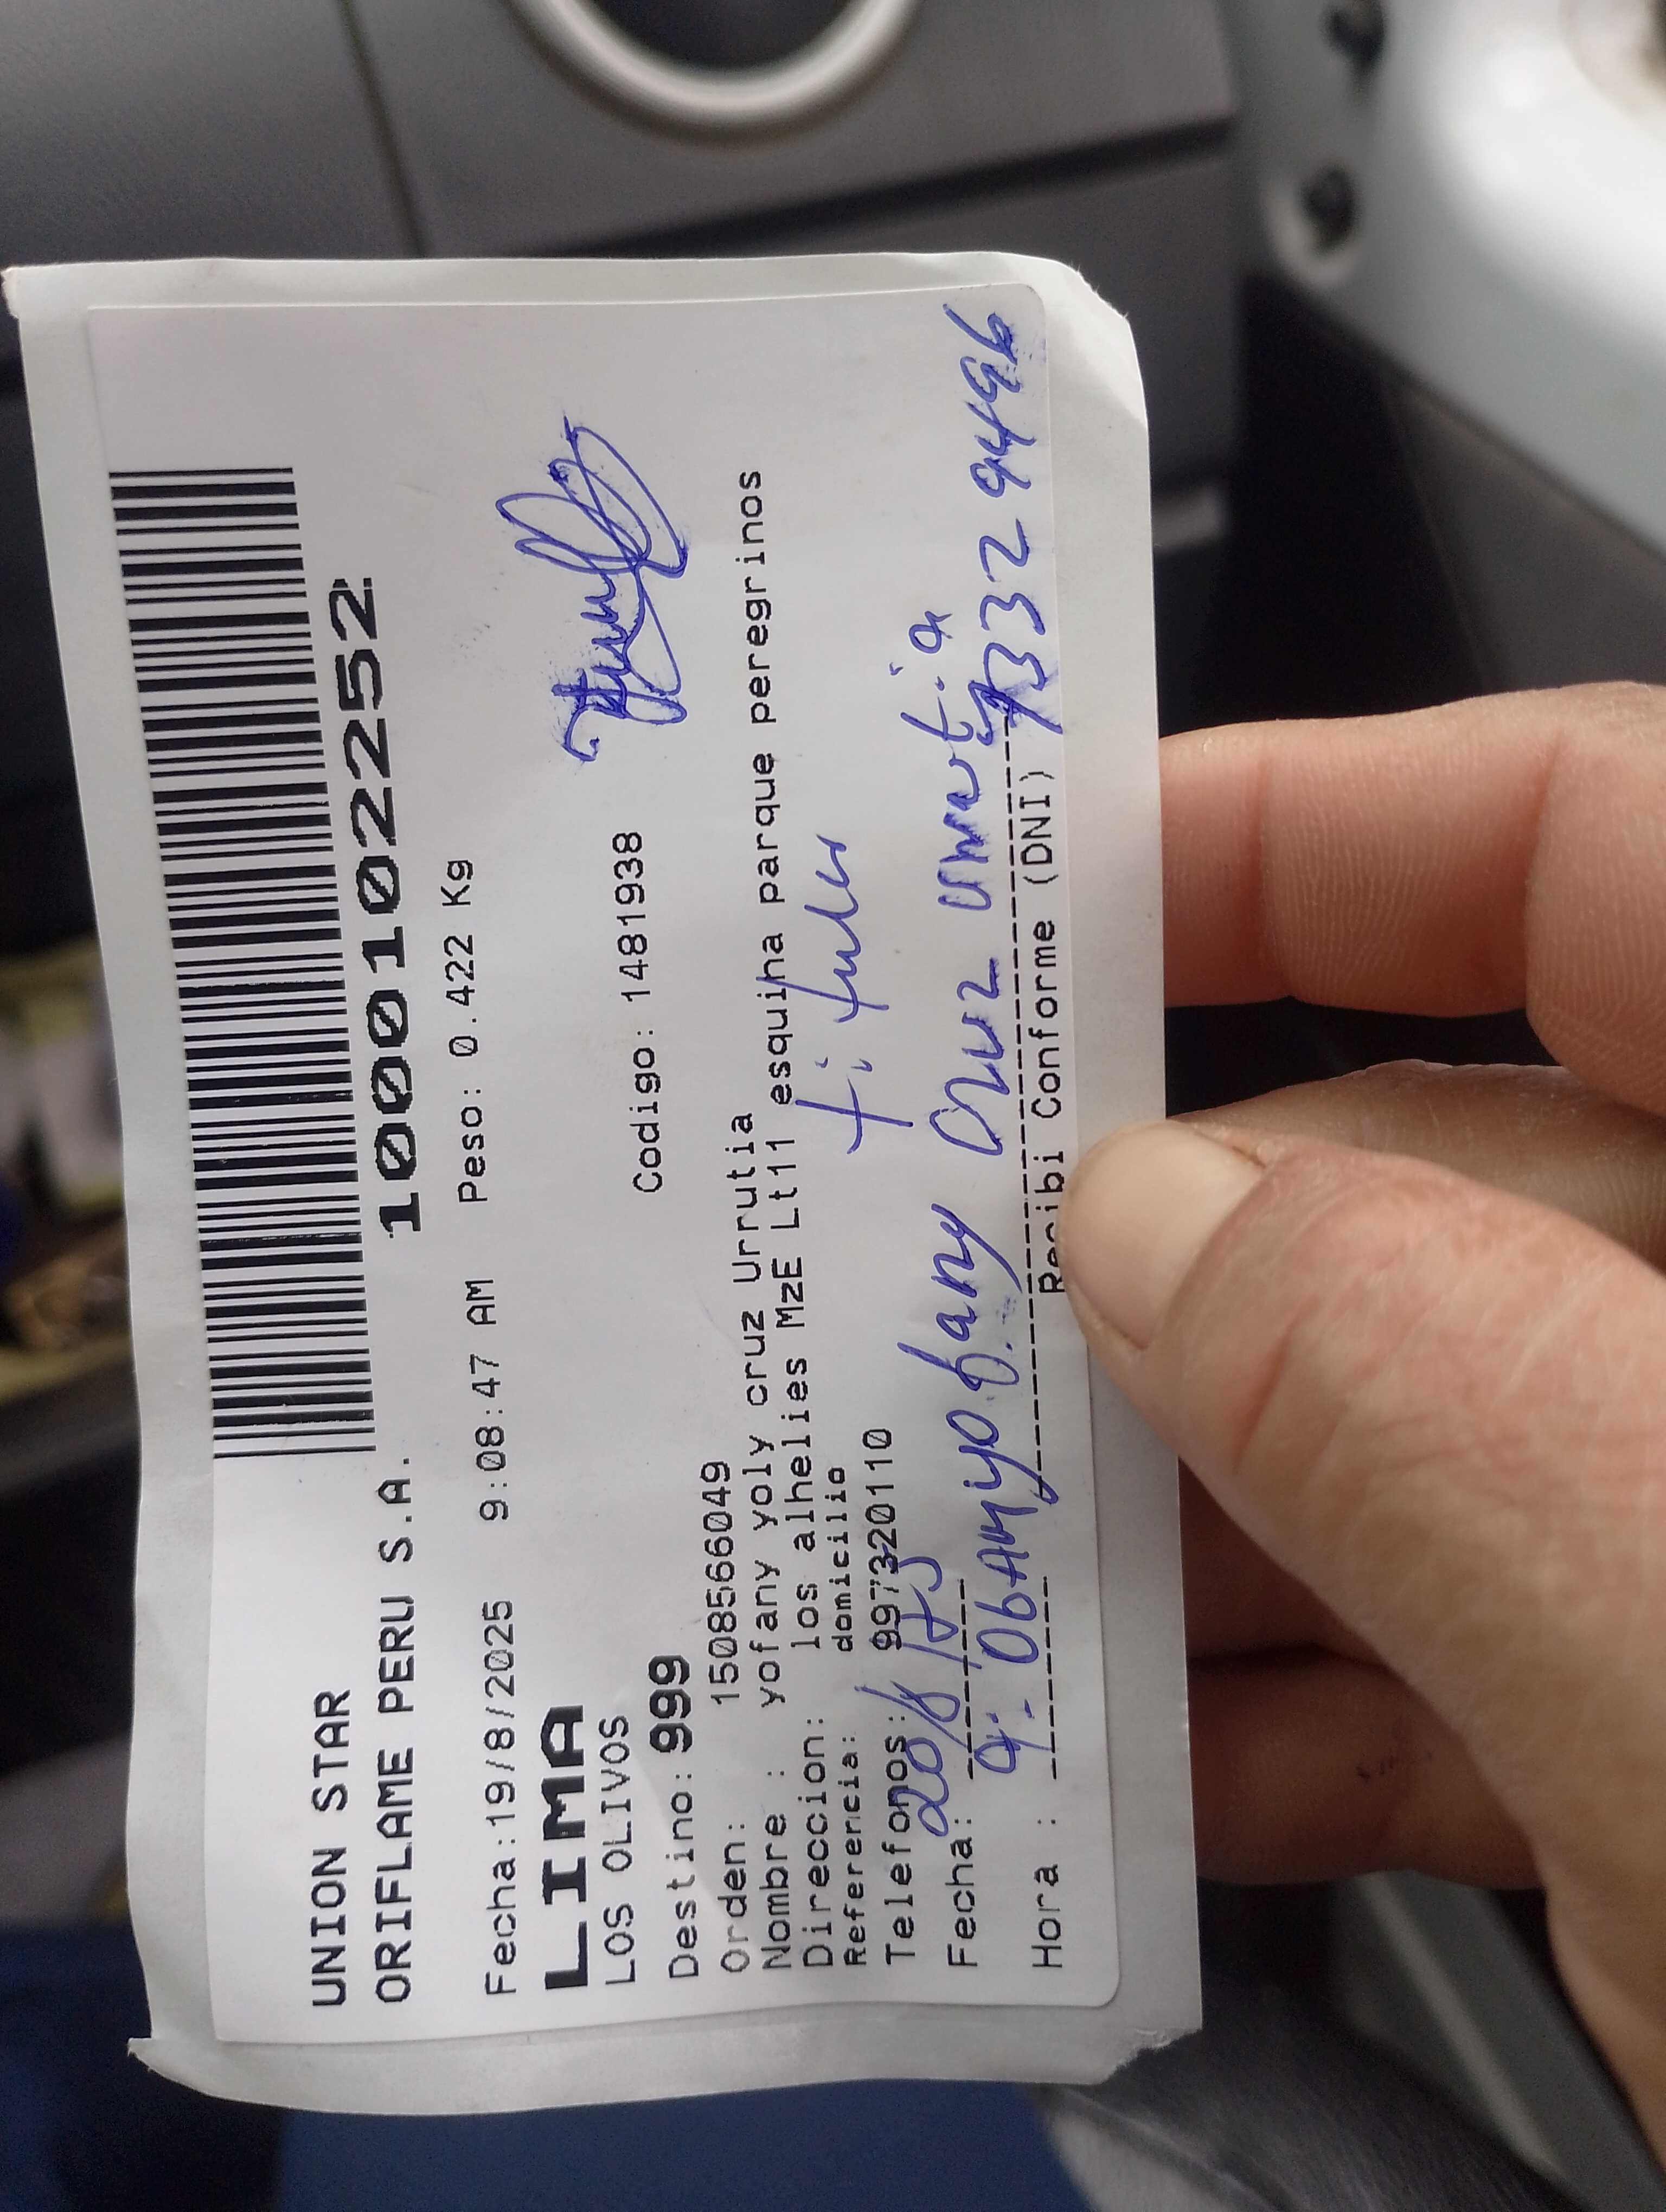 UNION STAR
ORIFLAME PERU S.A.
1000102252
Fecha:19/8/2025 9:08:47 AM Peso: 0.422 Kg
LIMA
LOS OLIVOS
Destino: 999 Codigo: 1481938
Orden: 1508566049
Nombre : yofany yoly cruz Urrutia
Direccion: los alhelies MzE Lt11 esquina parque peregrinos
Referencia: domicilio
Telefonos: 997320110
Fecha: 20/8/25
yofany Cruz Urrutia
Hora : 9:06 AM
73329496
Recibi Conforme (DNI)